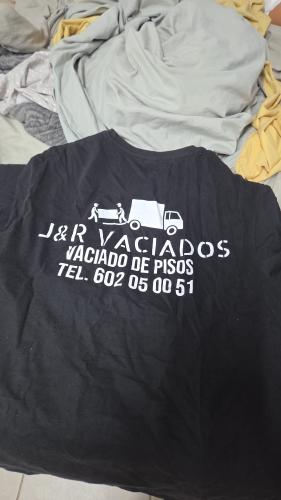 J&R VACIADOS
VACIADO DE PISOS
TEL. 602 05 00 51